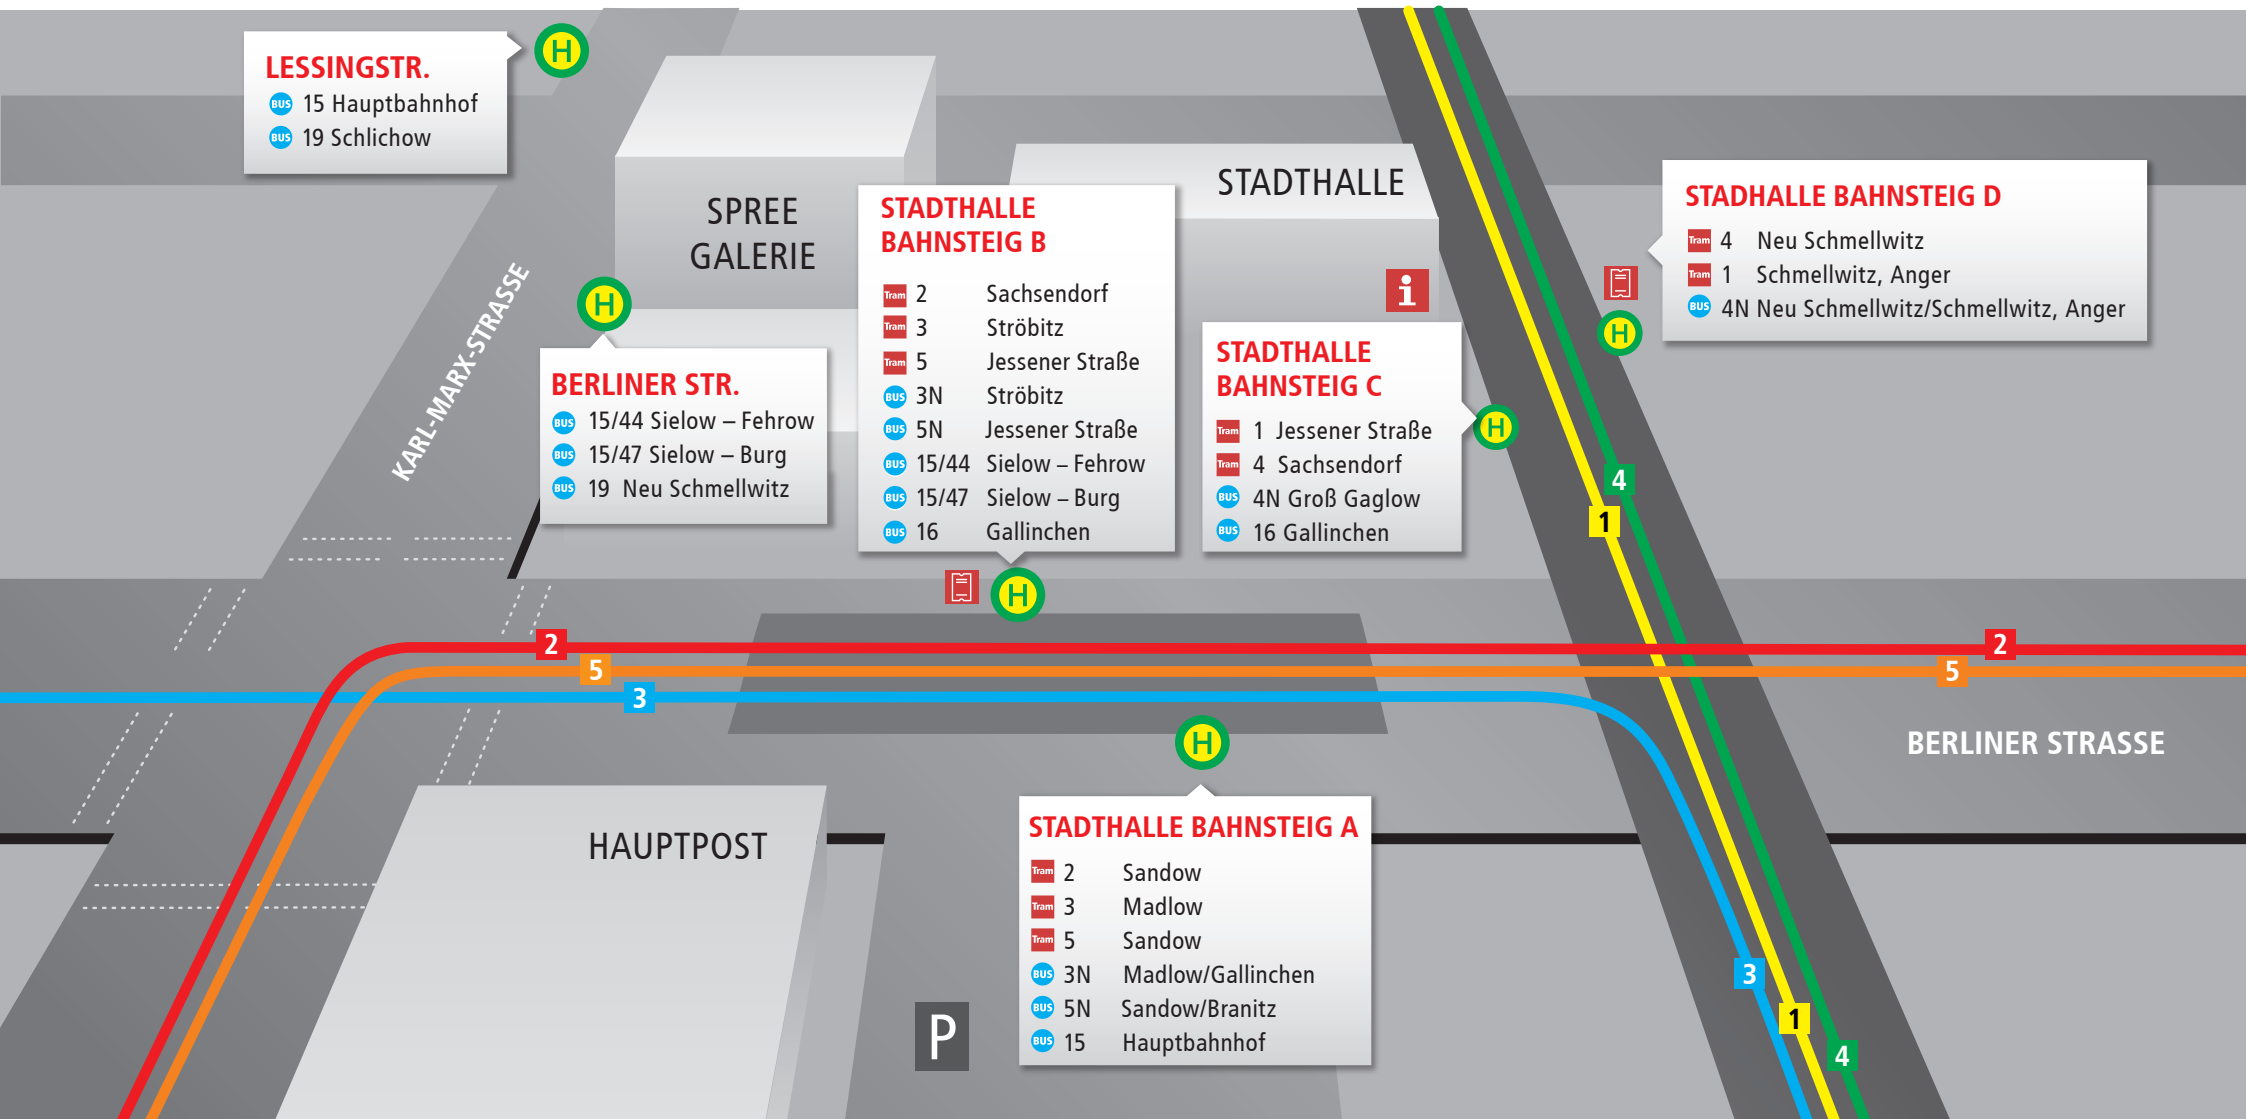 LESSINGSTR.
BUS 15 Hauptbahnhof
BUS 19 Schlichow
H
SPREE
GALERIE
STADTHALLE
KARL-MARX-STRASSE
H
BERLINER STR.
BUS 15/44 Sielow – Fehrow
BUS 15/47 Sielow – Burg
BUS 19 Neu Schmellwitz
STADTHALLE
BAHNSTEIG B
Tram 2 Sachsendorf
Tram 3 Ströbitz
Tram 5 Jessener Straße
BUS 3N Ströbitz
BUS 5N Jessener Straße
BUS 15/44 Sielow – Fehrow
BUS 15/47 Sielow – Burg
BUS 16 Gallinchen
H
i
STADTHALLE
BAHNSTEIG C
Tram 1 Jessener Straße
Tram 4 Sachsendorf
BUS 4N Groß Gaglow
BUS 16 Gallinchen
H
STADHALLE BAHNSTEIG D
Tram 4 Neu Schmellwitz
Tram 1 Schmellwitz, Anger
BUS 4N Neu Schmellwitz/Schmellwitz, Anger
H
4
1
2
5
3
2
5
BERLINER STRASSE
H
HAUPTPOST
STADTHALLE BAHNSTEIG A
Tram 2 Sandow
Tram 3 Madlow
Tram 5 Sandow
BUS 3N Madlow/Gallinchen
BUS 5N Sandow/Branitz
BUS 15 Hauptbahnhof
P
3
1
4